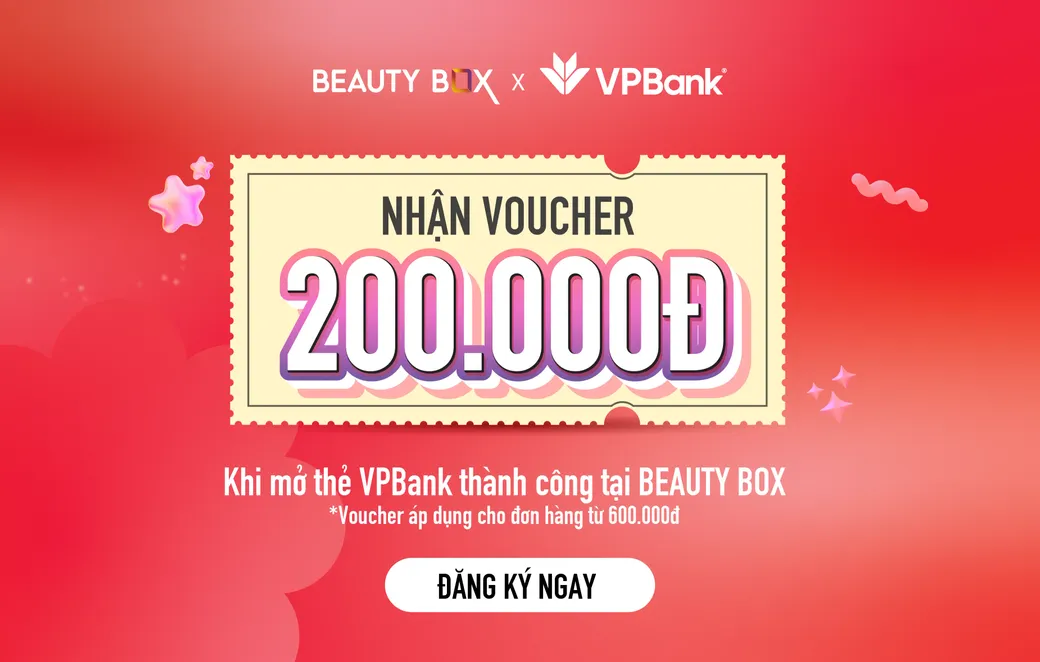 BEAUTY BOX x VPBank®
NHẬN VOUCHER
200.000Đ
Khi mở thẻ VPBank thành công tại BEAUTY BOX
*Voucher áp dụng cho đơn hàng từ 600.000đ
ĐĂNG KÝ NGAY